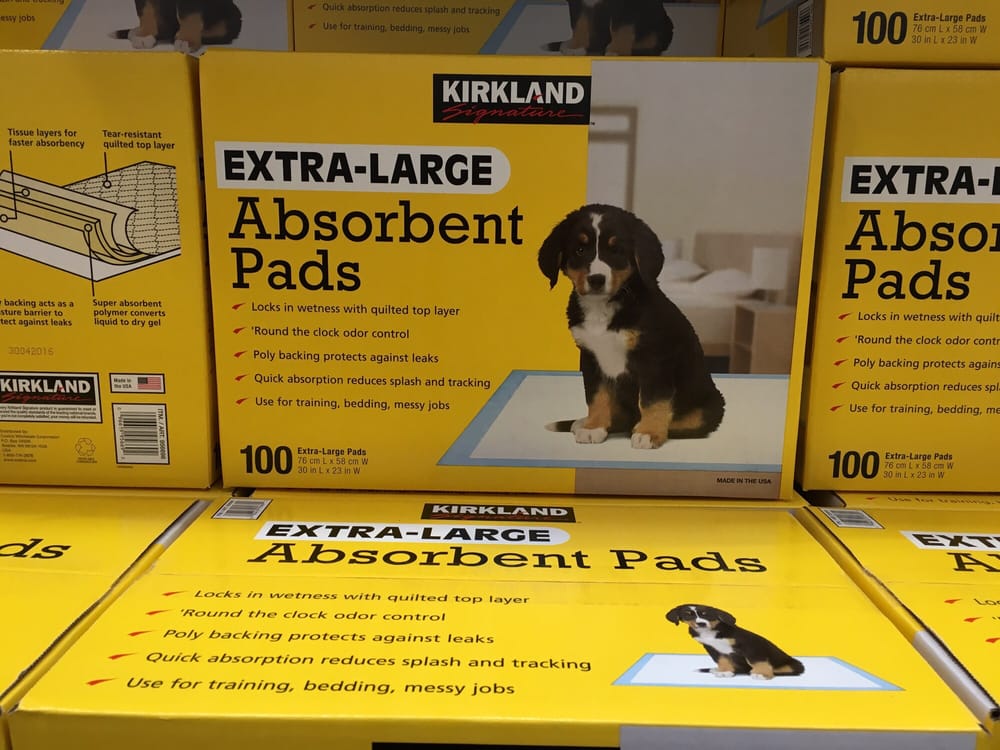 essy jobs
Quick absorption reduces splash and tracking
Use for training, bedding, messy jobs
100
Extra-Large Pads
76 cm L x 58 cm W
30 in L x 23 in W
Tissue layers for
faster absorbency
Tear-resistant
quilted top layer
backing acts as a
sture barrier to
tect against leaks
Super absorbent
polymer converts
liquid to dry gel
30042016
KIRKLAND
Signature
Made in
the USA
KIRKLAND
Signature
EXTRA-LARGE
Absorbent
Pads
Locks in wetness with quilted top layer
'Round the clock odor control
Poly backing protects against leaks
Quick absorption reduces splash and tracking
Use for training, bedding, messy jobs
100
Extra-Large Pads
76 cm L x 58 cm W
30 in L x 23 in W
MADE IN THE USA
EXTRA-L
Absor
Pads
Locks in wetness with quilt
'Round the clock odor contr
Poly backing protects agains
Quick absorption reduces spl
Use for training, bedding, me
100
Extra-Large Pads
76 cm L x 58 cm W
30 in L x 23 in W
ds
KIRKLAND
Signature
EXTRA-LARGE
Absorbent Pads
Locks in wetness with quilted top layer
'Round the clock odor control
Poly backing protects against leaks
Quick absorption reduces splash and tracking
Use for training, bedding, messy jobs
Use for training,
EXT
A
Lo